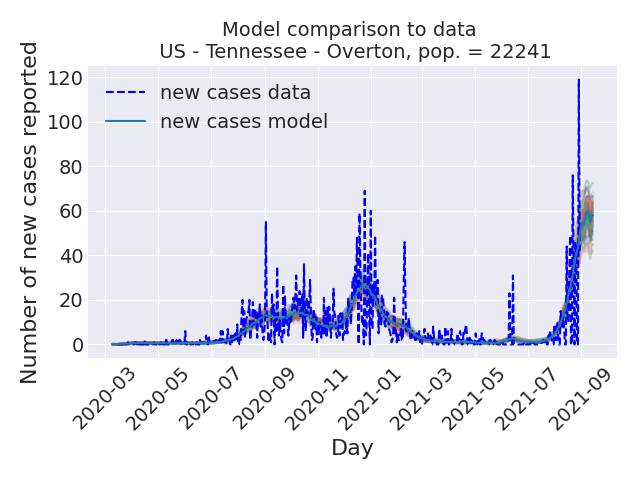 Model comparison to data
US - Tennessee - Overton, pop. = 22241
Number of new cases reported
120
100
80
60
40
20
0
new cases data
new cases model
2020-03
2020-05
2020-07
2020-09
2020-11
2021-01
2021-03
2021-05
2021-07
2021-09
Day